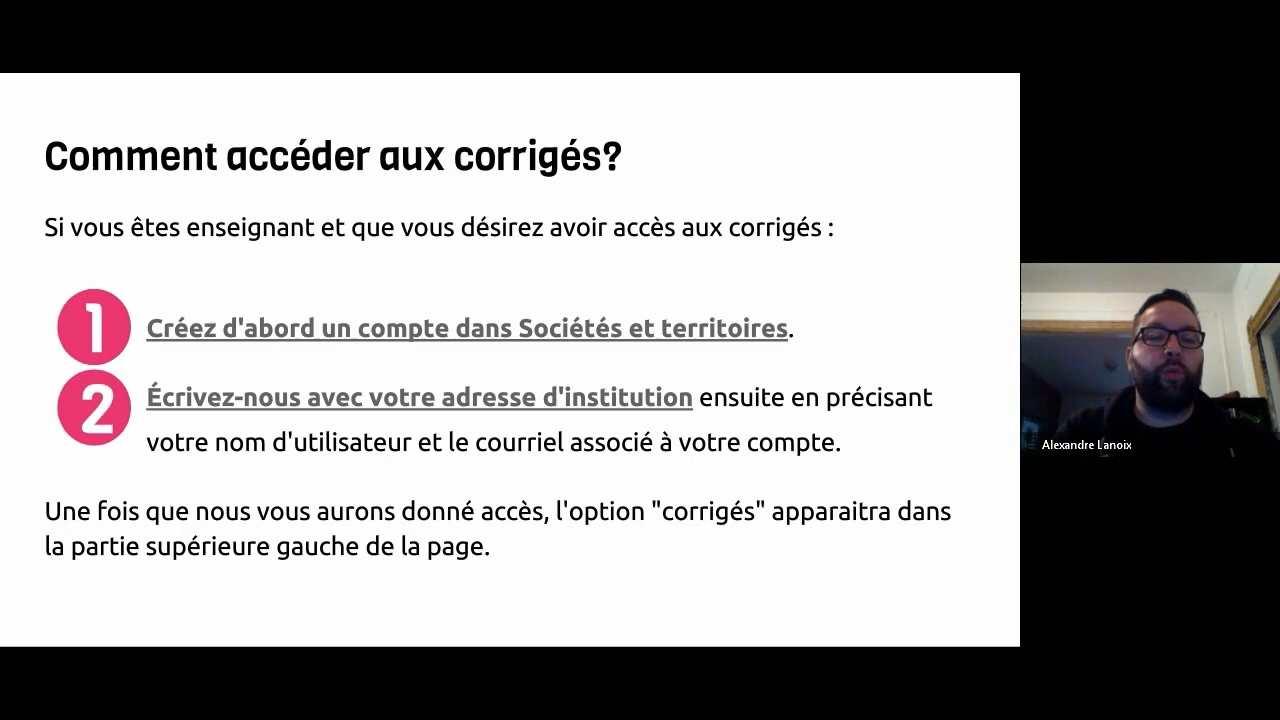 Comment accéder aux corrigés?
Si vous êtes enseignant et que vous désirez avoir accès aux corrigés :
1 Créez d'abord un compte dans Sociétés et territoires.
2 Écrivez-nous avec votre adresse d'institution ensuite en précisant
votre nom d'utilisateur et le courriel associé à votre compte.
Une fois que nous vous aurons donné accès, l'option "corrigés" apparaitra dans
la partie supérieure gauche de la page.
Alexandre Lanoix